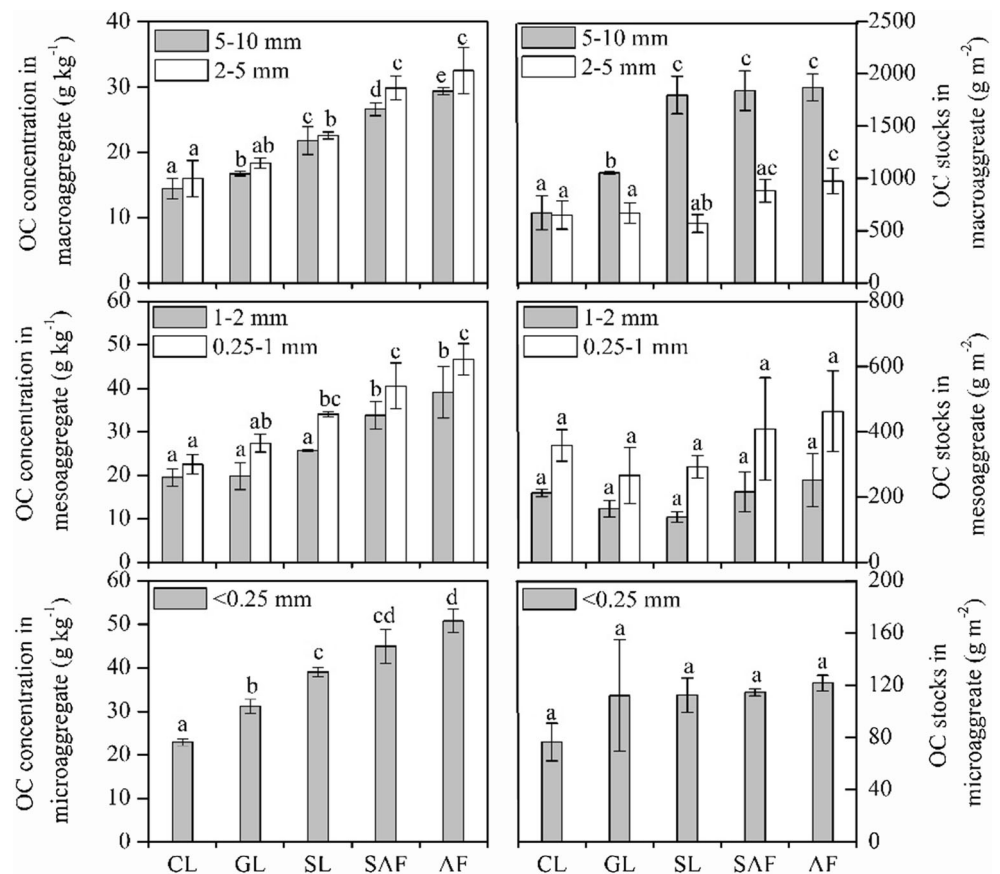 OC concentration in
macroaggregate (g kg⁻¹)
40
30
20
10
0
5-10 mm
2-5 mm
a a b ab c b d c e c
5-10 mm
2-5 mm
a a b a c ab c ac c c
2500
2000
1500
1000
500
0
OC stocks in
macroaggreate (g m⁻²)
OC concentration in
mesoaggregate (g kg⁻¹)
60
50
40
30
20
10
0
1-2 mm
0.25-1 mm
a a a ab a bc b c b c
1-2 mm
0.25-1 mm
a a a a a a a a a a
800
600
400
200
0
OC stocks in
mesoaggreate (g m⁻²)
OC concentration in
microaggregate (g kg⁻¹)
60
50
40
30
20
10
0
<0.25 mm
a b c cd d
CL GL SL SAF AF
<0.25 mm
a a a a a
200
160
120
80
40
0
OC stocks in
microaggreate (g m⁻²)
CL GL SL SAF AF